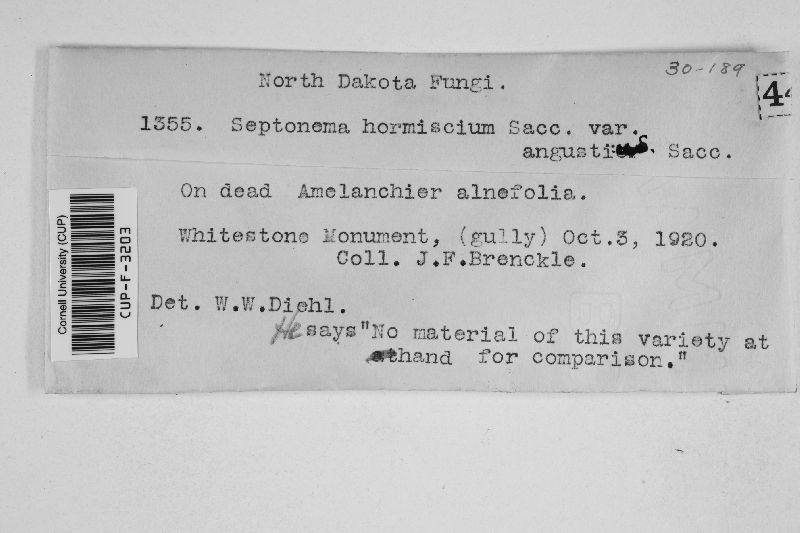 30-189
North Dakota Fungi.
44
1355. Septonema hormiscium Sacc. var.
Sacc.
On dead Amelanchier alnefolia.
Whitestone Monument, (gully) Oct.3, 1920.
Coll. J.F.Brenckle.
Det. W.W.Diehl.
He says "No material of this variety at
hand for comparison."
Cornell University (CUP)
CUP-F-3203